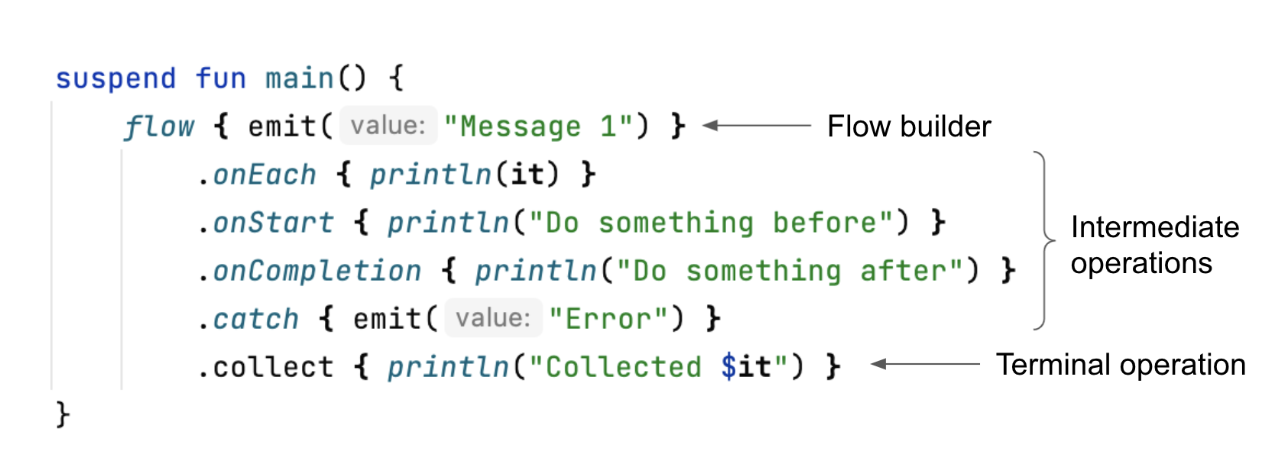 suspend fun main() {
flow { emit( value: "Message 1") } Flow builder
.onEach { println(it) }
.onStart { println("Do something before") }
.onCompletion { println("Do something after") }
.catch { emit( value: "Error") }
.collect { println("Collected $it") } Terminal operation
}
Intermediate
operations